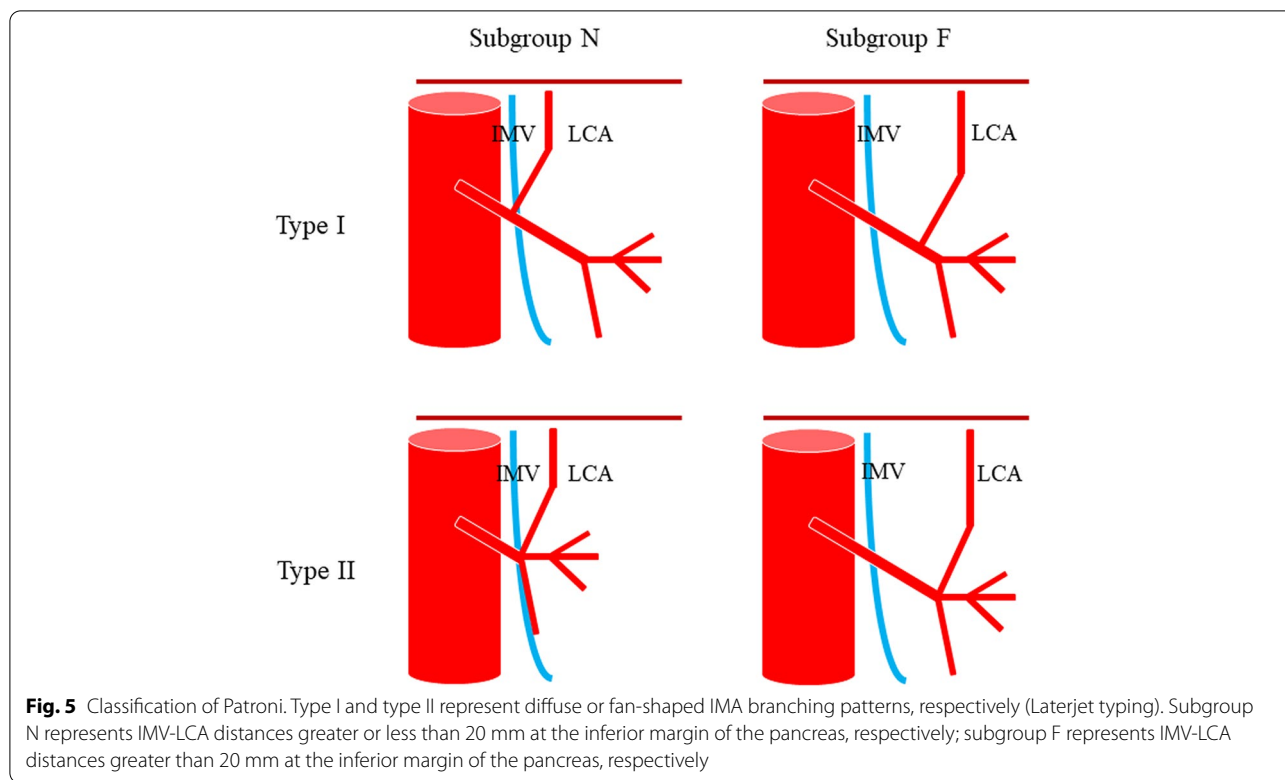 Subgroup N Subgroup F
IMV LCA IMV LCA
Type I
IMV LCA IMV LCA
Type II
Fig. 5 Classification of Patroni. Type I and type II represent diffuse or fan-shaped IMA branching patterns, respectively (Laterjet typing). Subgroup
N represents IMV-LCA distances greater or less than 20 mm at the inferior margin of the pancreas, respectively; subgroup F represents IMV-LCA
distances greater than 20 mm at the inferior margin of the pancreas, respectively